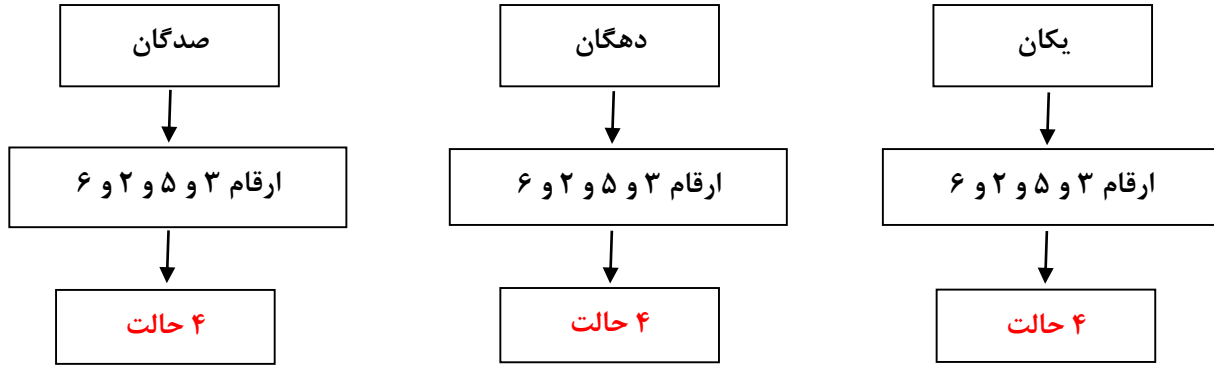 یکان
دهگان
صدگان
ارقام ۳ و ۵ و ۲ و ۶
ارقام ۳ و ۵ و ۲ و ۶
ارقام ۳ و ۵ و ۲ و ۶
۴ حالت
۴ حالت
۴ حالت